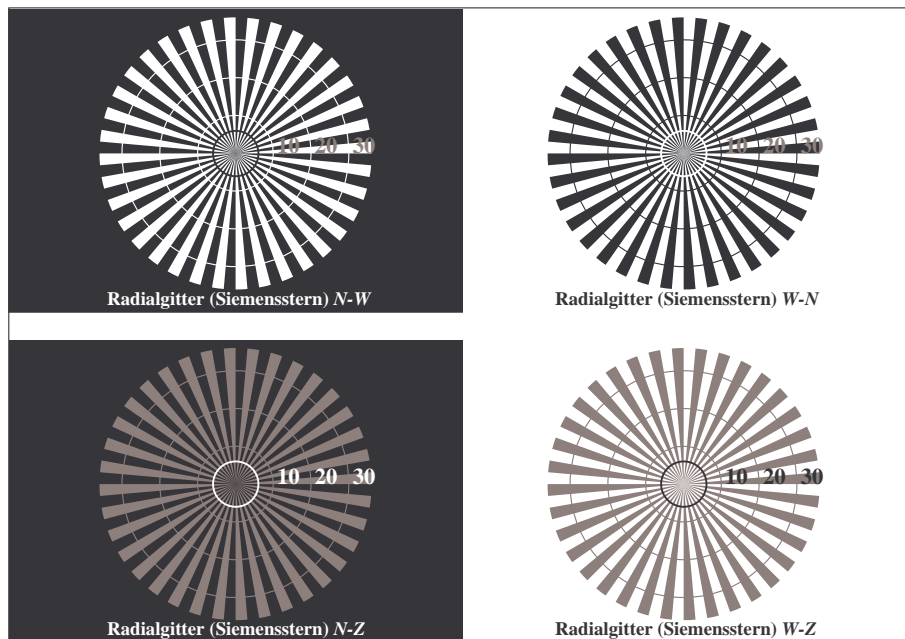 10 20 30
Radialgitter (Siemensstern) N-W
10 20 30
Radialgitter (Siemensstern) W-N
10 20 30
Radialgitter (Siemensstern) N-Z
10 20 30
Radialgitter (Siemensstern) W-Z